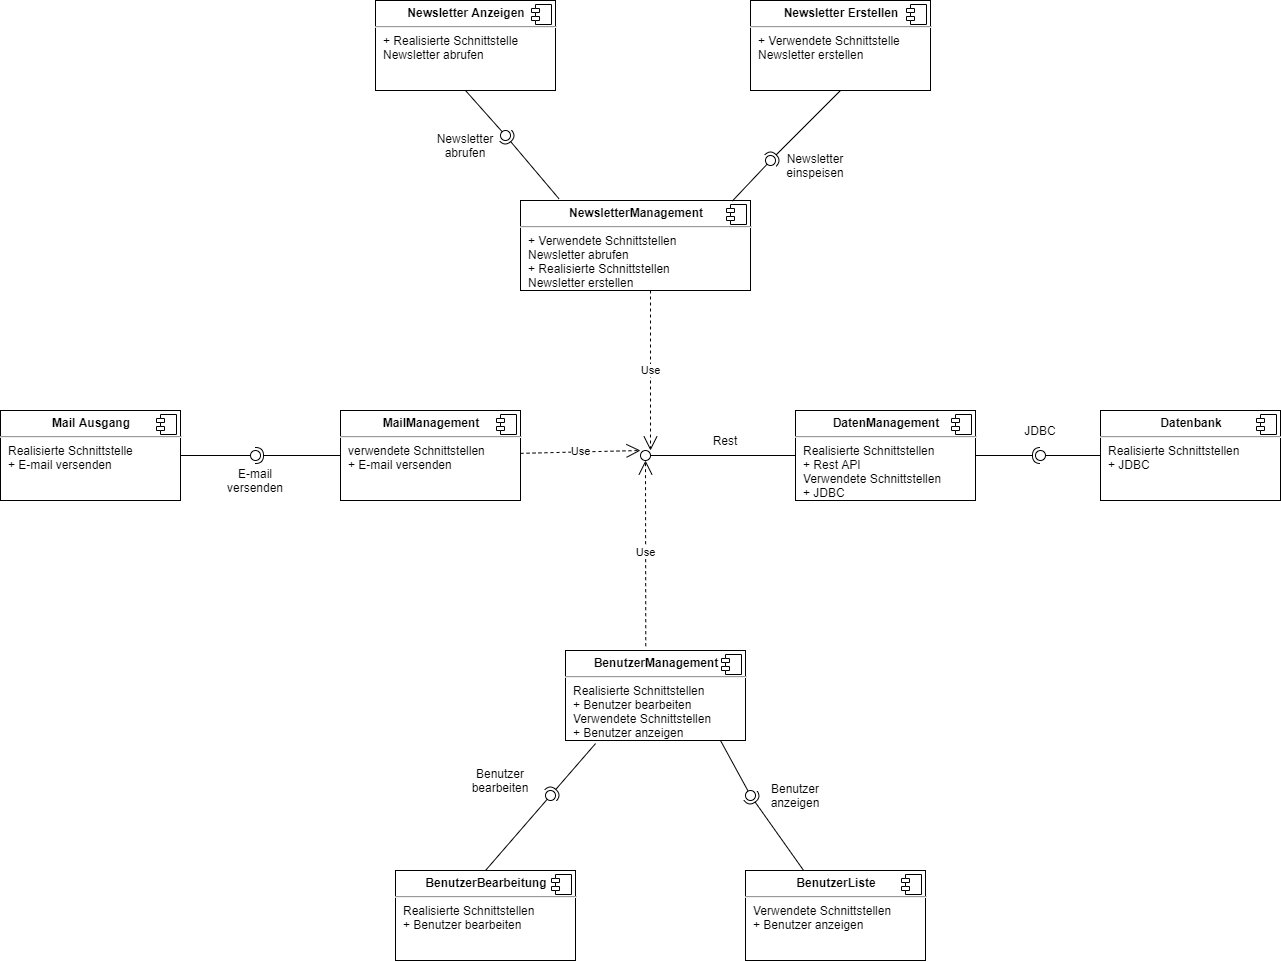 Newsletter Anzeigen
+ Realisierte Schnittstelle
Newsletter abrufen
Newsletter Erstellen
+ Verwendete Schnittstelle
Newsletter erstellen
Newsletter
abrufen
Newsletter
einspeisen
NewsletterManagement
+ Verwendete Schnittstellen
Newsletter abrufen
+ Realisierte Schnittstellen
Newsletter erstellen
Use
Mail Ausgang
Realisierte Schnittstelle
+ E-mail versenden
E-mail
versenden
MailManagement
verwendete Schnittstellen
+ E-mail versenden
Use
Rest
DatenManagement
Realisierte Schnittstellen
+ Rest API
Verwendete Schnittstellen
+ JDBC
JDBC
Datenbank
Realisierte Schnittstellen
+ JDBC
Use
BenutzerManagement
Realisierte Schnittstellen
+ Benutzer bearbeiten
Verwendete Schnittstellen
+ Benutzer anzeigen
Benutzer
bearbeiten
Benutzer
anzeigen
BenutzerBearbeitung
Realisierte Schnittstellen
+ Benutzer bearbeiten
BenutzerListe
Verwendete Schnittstellen
+ Benutzer anzeigen